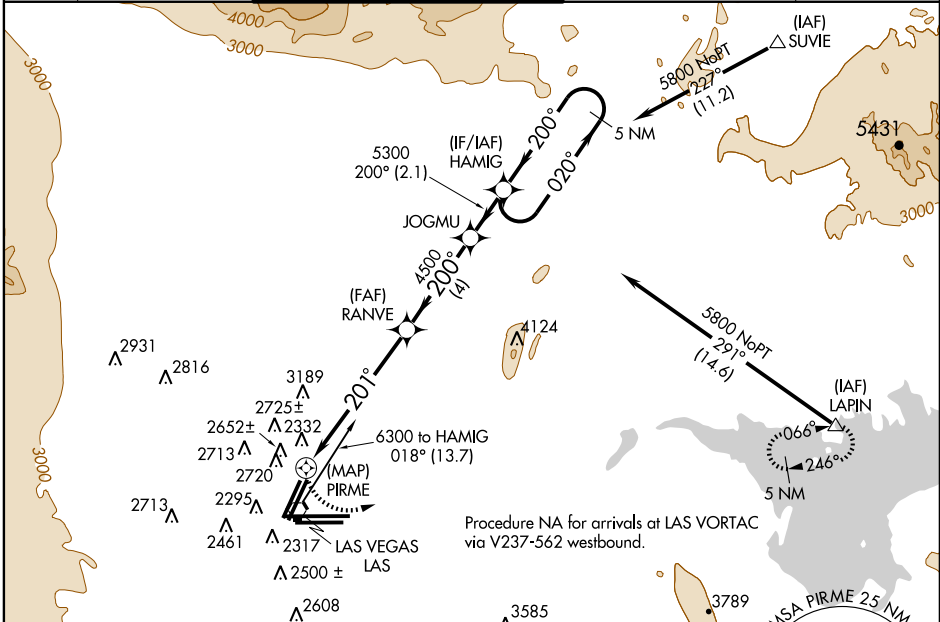 4000
3000
3000
(IAF)
SUVIE
5800 NoPT
227°
(11.2)
5431
3000
5 NM
200°
020°
(IF/IAF)
HAMIG
5300
200° (2.1)
JOGMU
4500
200°
(4)
(FAF)
RANVE
4124
5800 NoPT
291°
(14.6)
(IAF)
LAPIN
066°
246°
5 NM
2931
2816
3189
2725±
2652±
2332
2713
2720
201°
6300 to HAMIG
018° (13.7)
(MAP)
PIRME
3000
2295
2713
2461
2317
LAS VEGAS
LAS
2500 ±
2608
Procedure NA for arrivals at LAS VORTAC
via V237-562 westbound.
3585
3789
MSA PIRME 25 NM